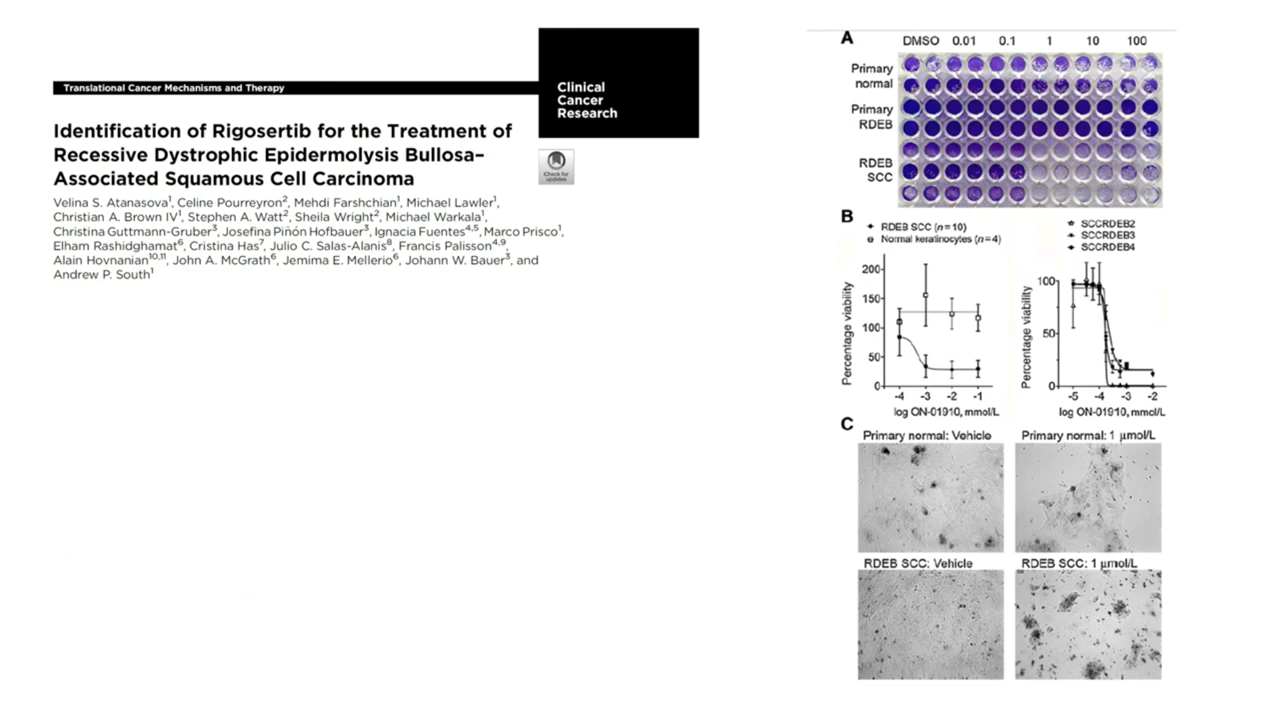 Translational Cancer Mechanisms and Therapy
Clinical
Cancer
Research
Identification of Rigosertib for the Treatment of
Recessive Dystrophic Epidermolysis Bullosa–
Associated Squamous Cell Carcinoma
Check for
updates
Velina S. Atanasova¹, Celine Pourreyron², Mehdi Farshchian¹, Michael Lawler¹,
Christian A. Brown IV¹, Stephen A. Watt², Sheila Wright², Michael Warkala¹,
Christina Guttmann-Gruber³, Josefina Piñón Hofbauer³, Ignacia Fuentes⁴,⁵, Marco Prisco¹,
Elham Rashidghamat⁶, Cristina Has⁷, Julio C. Salas-Alanis⁸, Francis Palisson⁴,⁹,
Alain Hovnanian¹⁰,¹¹, John A. McGrath⁶, Jemima E. Mellerio⁶, Johann W. Bauer³, and
Andrew P. South¹
A
DMSO 0.01 0.1 1 10 100
Primary
normal
Primary
RDEB
RDEB
SCC
B
RDEB SCC (n=10)
Normal keratinocytes (n=4)
Percentage viability
200
150
100
50
0
-4 -3 -2 -1
log ON-01910, mmol/L
SCCRDEB2
SCCRDEB3
SCCRDEB4
Percentage viability
100
50
0
-5 -4 -3 -2
log ON-01910, mmol/L
C
Primary normal: Vehicle
Primary normal: 1 μmol/L
RDEB SCC: Vehicle
RDEB SCC: 1 μmol/L